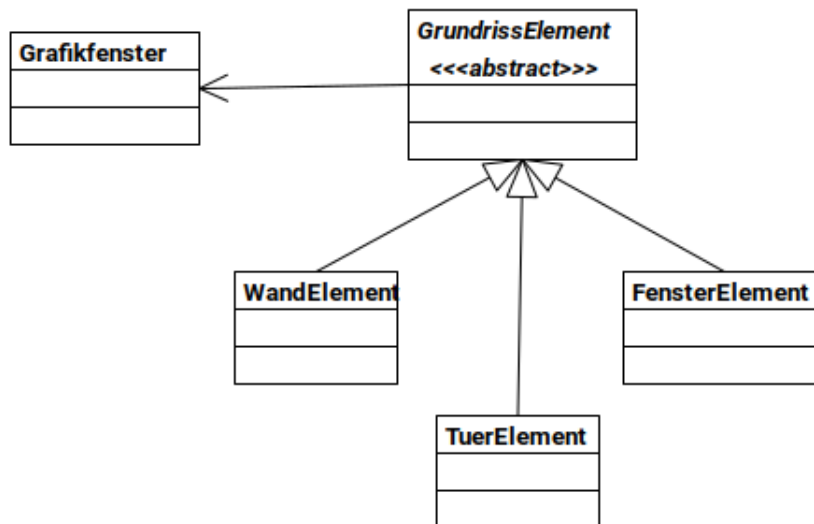 Grafikfenster
GrundrissElement
<<<abstract>>>
WandElement
FensterElement
TuerElement